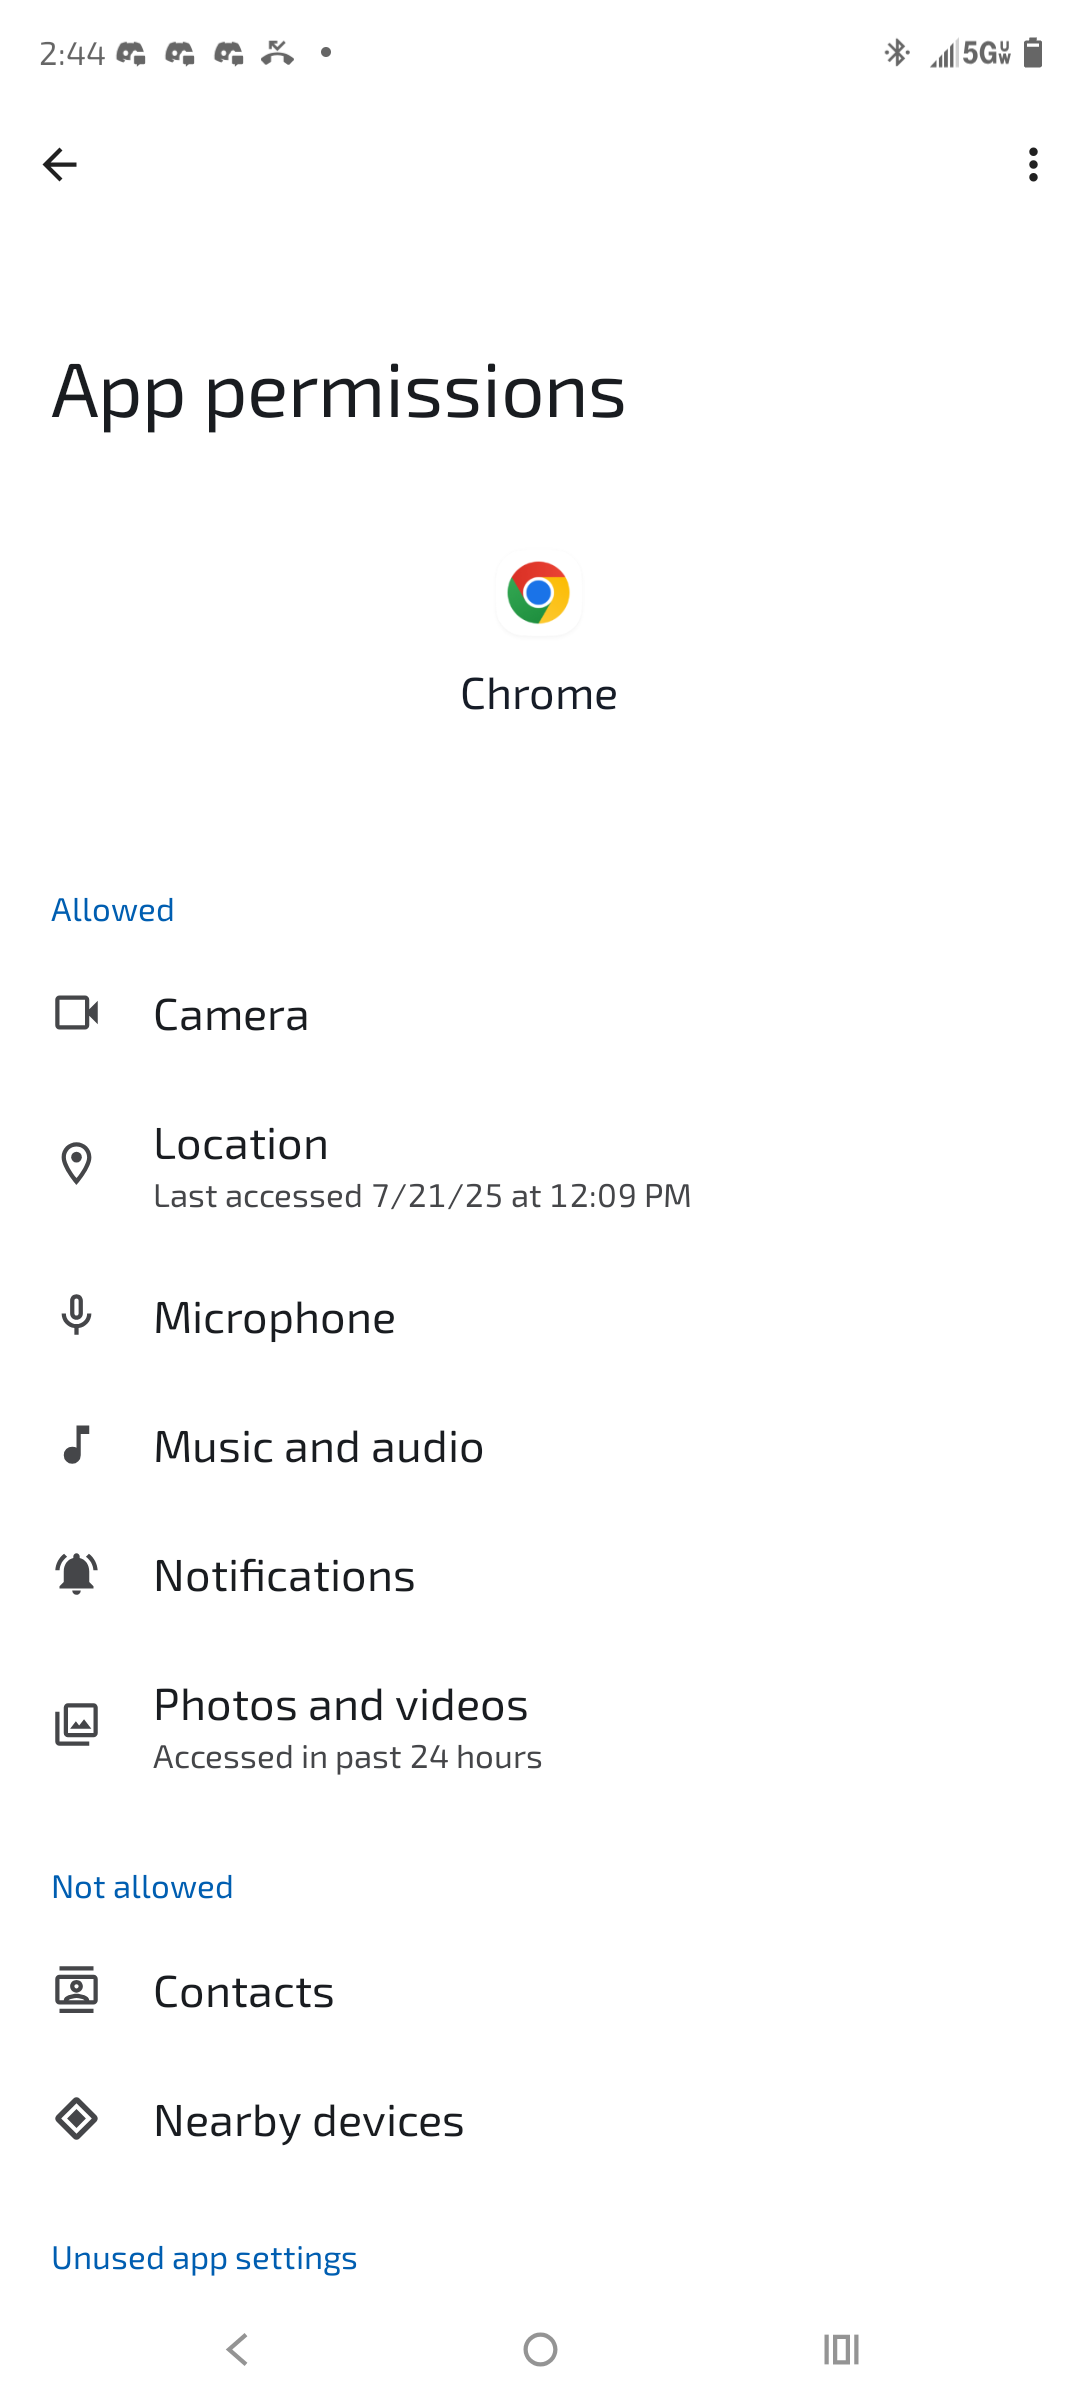 2:44
5G UW
App permissions
Chrome
Allowed
Camera
Location
Last accessed 7/21/25 at 12:09 PM
Microphone
Music and audio
Notifications
Photos and videos
Accessed in past 24 hours
Not allowed
Contacts
Nearby devices
Unused app settings